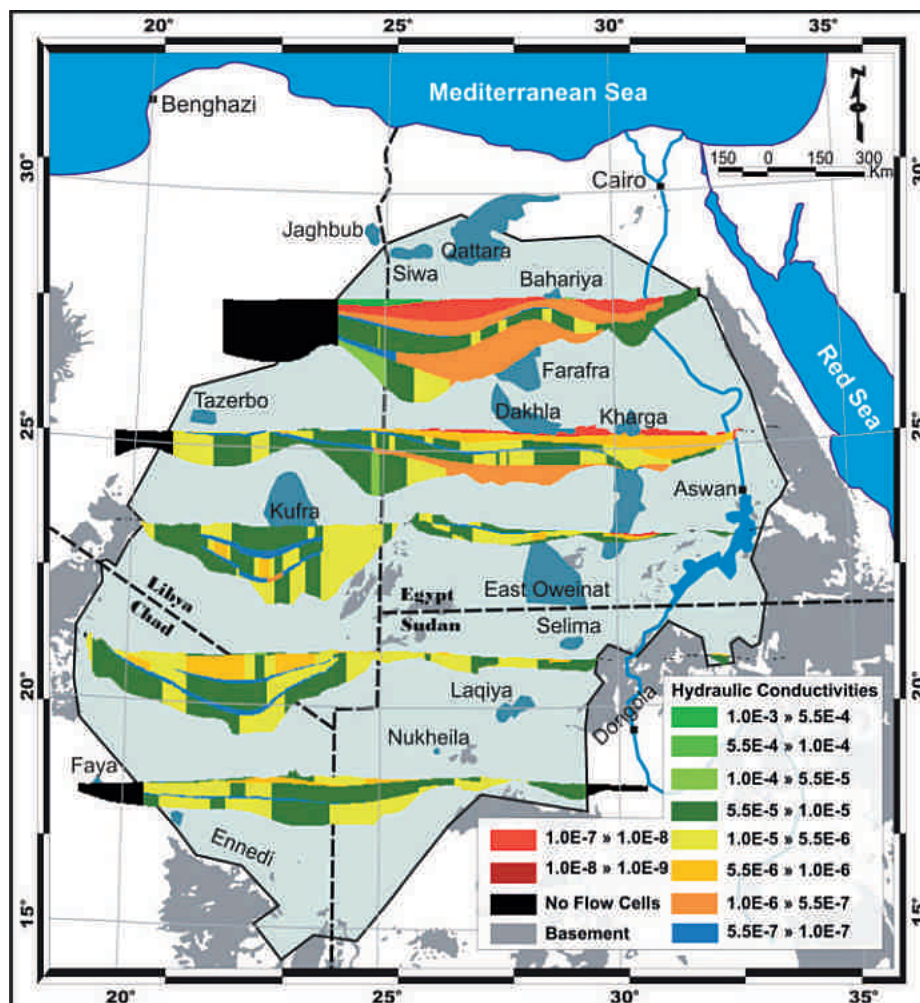 20° 25° 30° 35°
Mediterranean Sea
Benghazi
N
30° 30°
150 0 150 300
Km
Cairo
Jaghbub
Qattara
Siwa
Bahariya
Red Sea
Farafra
Tazerbo
Dakhla
Kharga
25° 25°
Aswan
Kufra
East Oweinat
Libya
Chad
Egypt
Sudan
Selima
20° 20°
Laqiya
Dongola
Nukheila
Faya
Ennedi
Hydraulic Conductivities
1.0E-3 » 5.5E-4
5.5E-4 » 1.0E-4
1.0E-4 » 5.5E-5
5.5E-5 » 1.0E-5
1.0E-5 » 5.5E-6
5.5E-6 » 1.0E-6
1.0E-6 » 5.5E-7
5.5E-7 » 1.0E-7
1.0E-7 » 1.0E-8
1.0E-8 » 1.0E-9
No Flow Cells
Basement
15° 15°
20° 25° 30° 35°